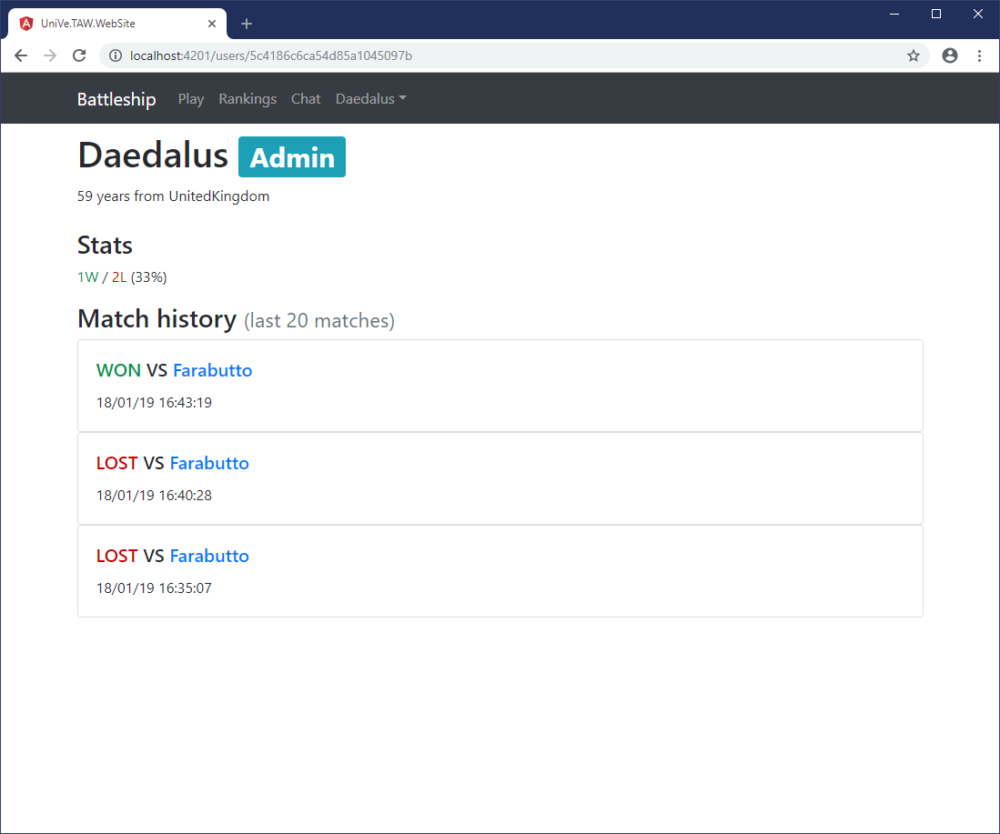 UniVe.TAW.WebSite
localhost:4201/users/5c4186c6ca54d85a1045097b
Battleship Play Rankings Chat Daedalus
Daedalus Admin
59 years from UnitedKingdom
Stats
1W / 2L (33%)
Match history (last 20 matches)
WON VS Farabutto
18/01/19 16:43:19
LOST VS Farabutto
18/01/19 16:40:28
LOST VS Farabutto
18/01/19 16:35:07